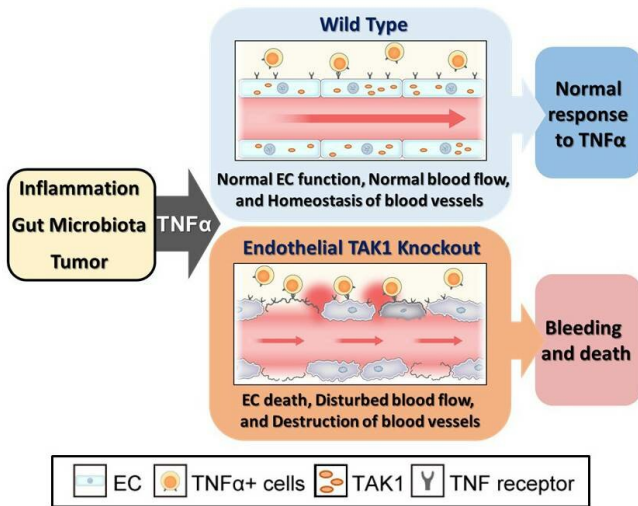 Wild Type
Normal EC function, Normal blood flow,
and Homeostasis of blood vessels
Normal
response
to TNFα
Inflammation
Gut Microbiota
Tumor
TNFα
Endothelial TAK1 Knockout
EC death, Disturbed blood flow,
and Destruction of blood vessels
Bleeding
and death
EC
TNFα+ cells
TAK1
TNF receptor